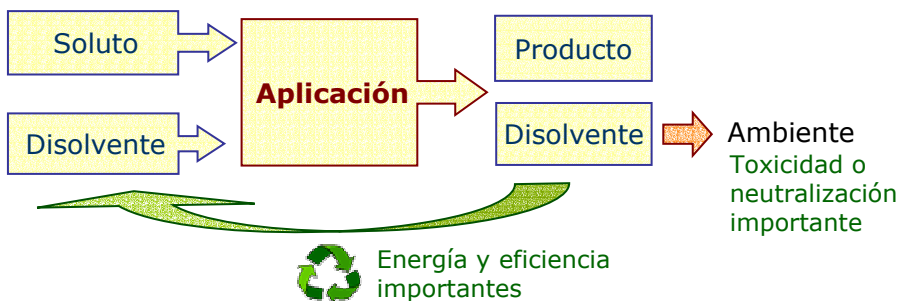 Soluto
Disolvente
Aplicación
Producto
Disolvente
Ambiente
Toxicidad o
neutralización
importante
Energía y eficiencia
importantes